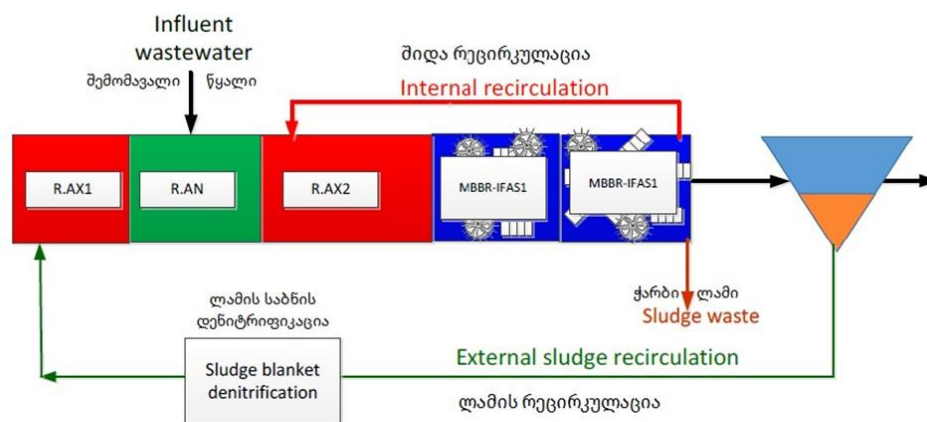 Influent
wastewater
შემომავალი წყალი
შიდა რეცირკულაცია
Internal recirculation
R.AX1
R.AN
R.AX2
MBBR-IFAS1
MBBR-IFAS1
ლამის საბნის
დენიტრიფიკაცია
ჭარბი ლამი
Sludge waste
Sludge blanket
denitrification
External sludge recirculation
ლამის რეცირკულაცია